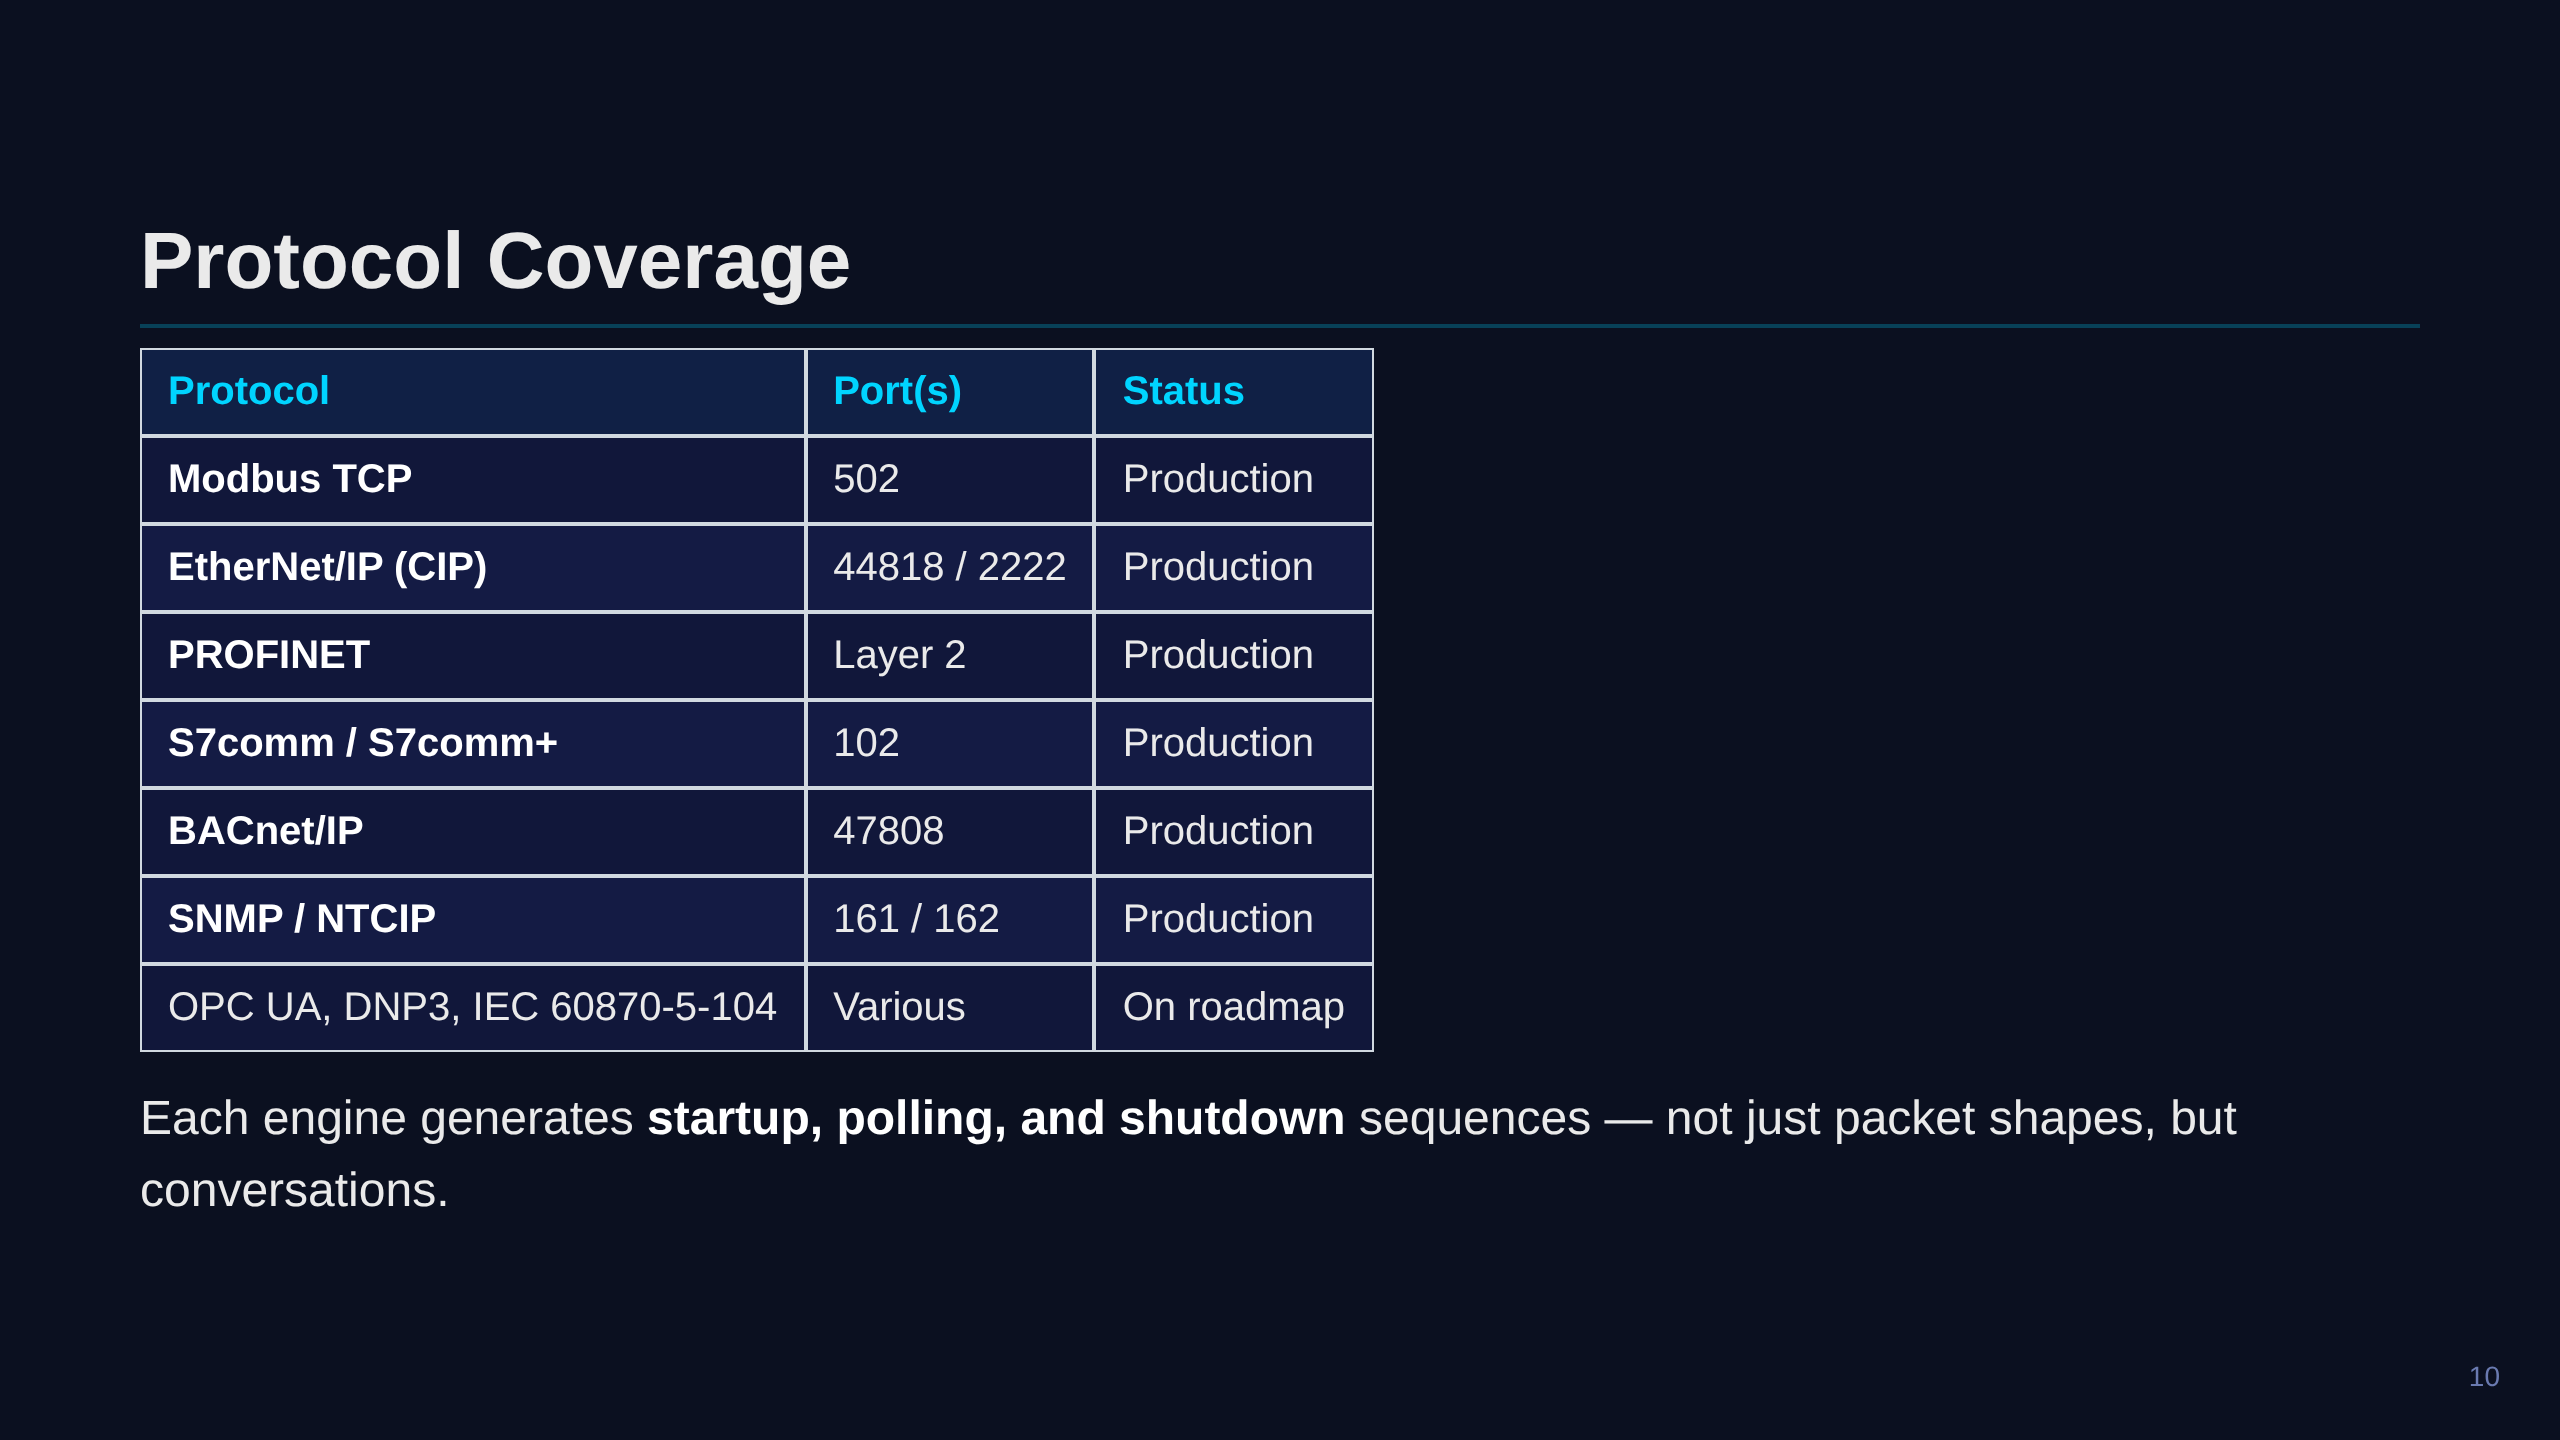 Protocol Coverage
Protocol Port(s) Status
Modbus TCP 502 Production
EtherNet/IP (CIP) 44818 / 2222 Production
PROFINET Layer 2 Production
S7comm / S7comm+ 102 Production
BACnet/IP 47808 Production
SNMP / NTCIP 161 / 162 Production
OPC UA, DNP3, IEC 60870-5-104 Various On roadmap
Each engine generates startup, polling, and shutdown sequences — not just packet shapes, but
conversations.
10